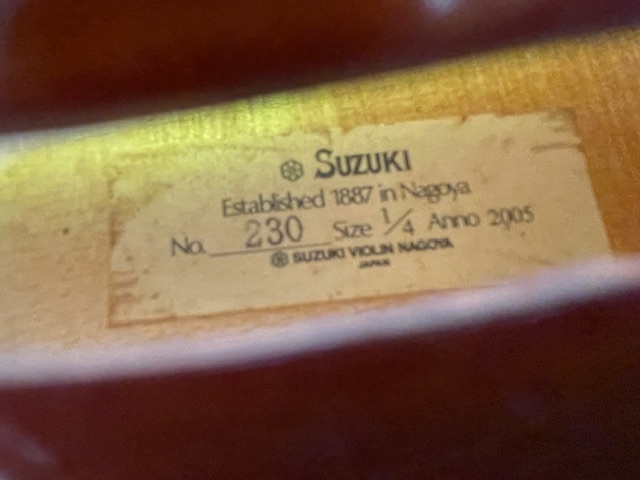 SUZUKI
Established 1887 in Nagoya
No. 230 Size 1/4 Anno 2005
SUZUKI VIOLIN NAGOYA
JAPAN